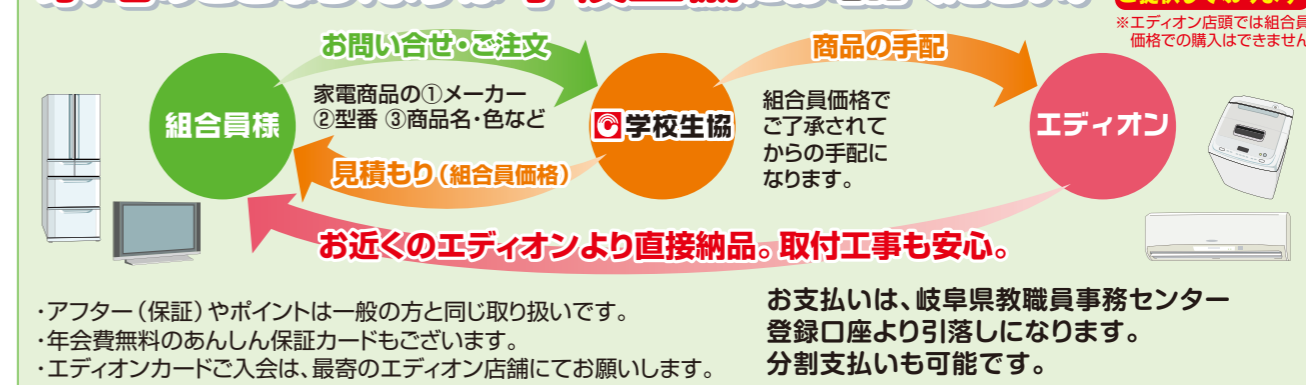 ※エディオン店頭では組合員
価格での購入はできません
お問い合せ・ご注文
商品の手配
家電商品の①メーカー
②型番 ③商品名・色など
組合員様
学校生協
組合員価格で
ご了承されて
からの手配に
なります。
エディオン
見積もり(組合員価格)
お近くのエディオンより直接納品。取付工事も安心。
・アフター(保証)やポイントは一般の方と同じ取り扱いです。
・年会費無料のあんしん保証カードもございます。
・エディオンカードご入会は、最寄のエディオン店舗にてお願いします。
お支払いは、岐阜県教職員事務センター
登録口座より引落しになります。
分割支払いも可能です。